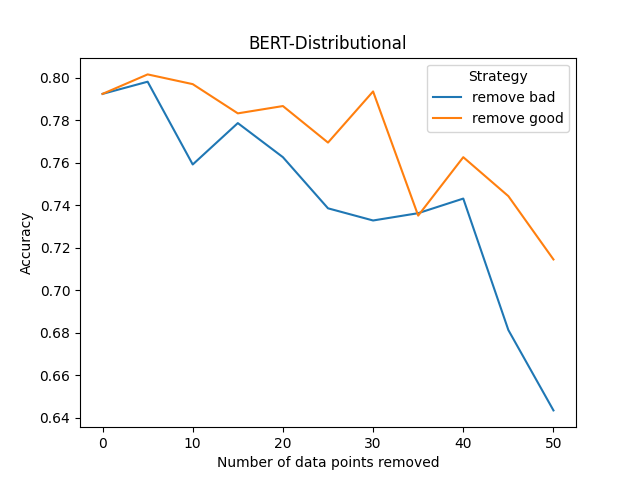 BERT-Distributional
Strategy
remove bad
remove good
Accuracy
0.80
0.78
0.76
0.74
0.72
0.70
0.68
0.66
0.64
0 10 20 30 40 50
Number of data points removed